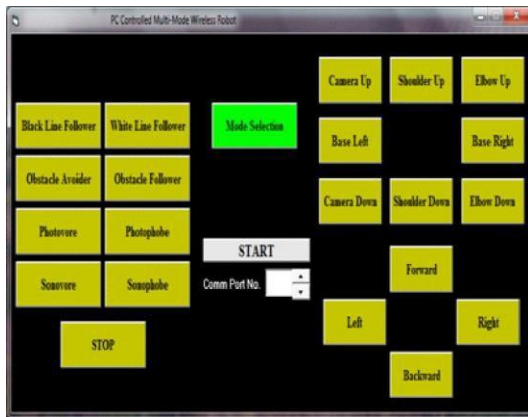 PC Controlled Multi-Mode Wireless Robot
Black Line Follower
White Line Follower
Obstacle Avoider
Obstacle Follower
Photovore
Photophobe
Sonovore
Sonophobe
STOP
Mode Selection
START
Comm Port No.
Camera Up
Shoulder Up
Elbow Up
Base Left
Base Right
Camera Down
Shoulder Down
Elbow Down
Forward
Left
Right
Backward